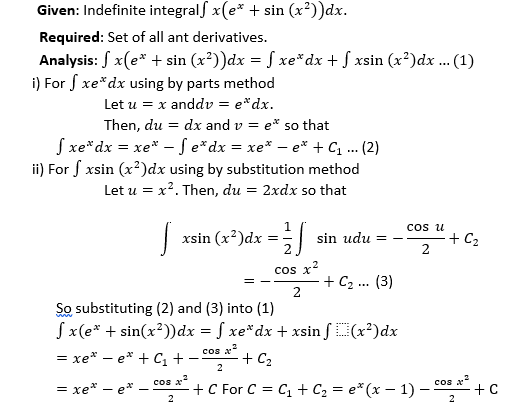 Given: Indefinite integral∫ x(eˣ + sin (x²))dx.
Required: Set of all ant derivatives.
Analysis: ∫ x(eˣ + sin (x²))dx = ∫ xeˣdx + ∫ xsin (x²)dx … (1)
i) For ∫ xeˣdx using by parts method
Let u = x anddv = eˣdx.
Then, du = dx and v = eˣ so that
∫ xeˣdx = xeˣ − ∫ eˣdx = xeˣ − eˣ + C₁ … (2)
ii) For ∫ xsin (x²)dx using by substitution method
Let u = x². Then, du = 2xdx so that
∫ xsin (x²)dx = 1/2 ∫ sin udu = − cos u/2 + C₂
= − cos x²/2 + C₂ … (3)
So substituting (2) and (3) into (1)
∫ x(eˣ + sin(x²))dx = ∫ xeˣdx + xsin ∫ ⬚(x²)dx
= xeˣ − eˣ + C₁ + − cos x²/2 + C₂
= xeˣ − eˣ − cos x²/2 + C For C = C₁ + C₂ = eˣ(x − 1) − cos x²/2 + C